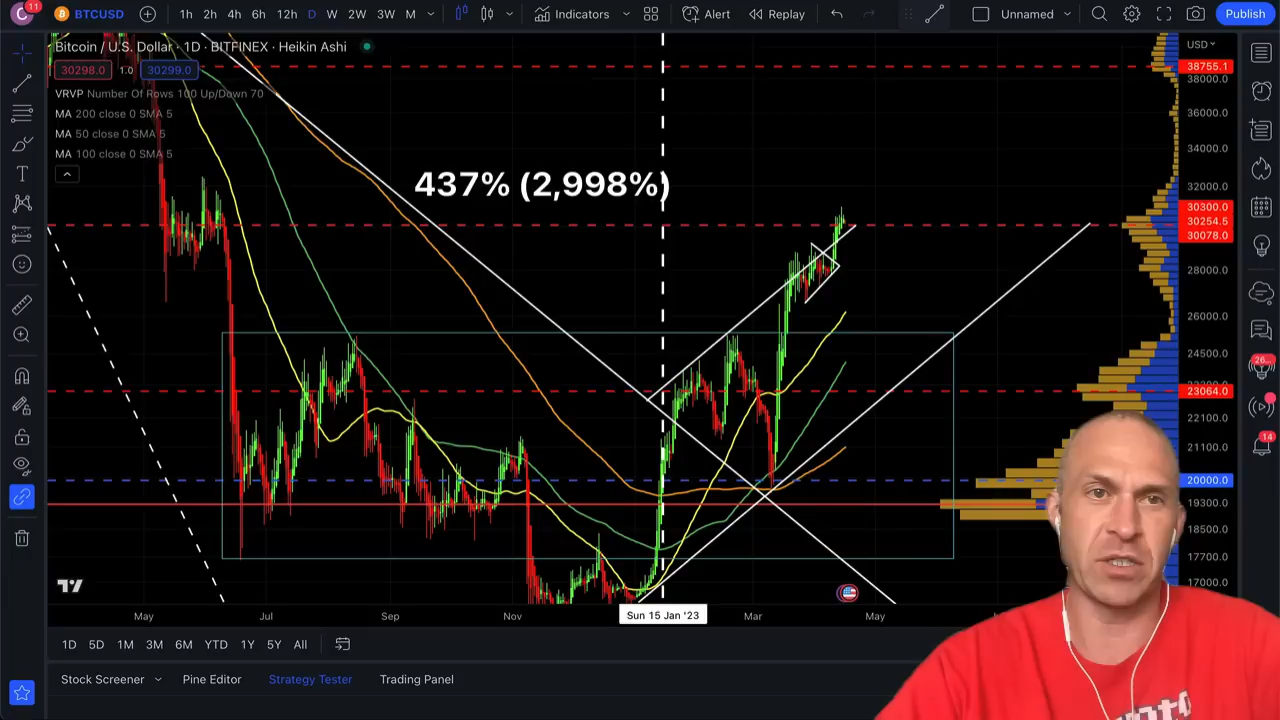 C 11 BTCUSD 1h 2h 4h 6h 12h D W 2W 3W M Indicators Alert Replay Unnamed Publish
Bitcoin / U.S. Dollar · 1D · BITFINEX · Heikin Ashi
30298.0 1.0 30299.0
VRVP Number Of Rows 100 Up/Down 70
MA 200 close 0 SMA 5
MA 50 close 0 SMA 5
MA 100 close 0 SMA 5
437% (2,998%)
USD
38755.1
38000.0
36000.0
34000.0
32000.0
30300.0
30254.5
30078.0
28000.0
26000.0
24500.0
23064.0
22100.0
21100.0
20000.0
19300.0
18500.0
17700.0
17000.0
26...
14
May Jul Sep Nov Sun 15 Jan '23 Mar May
1D 5D 1M 3M 6M YTD 1Y 5Y All
Stock Screener Pine Editor Strategy Tester Trading Panel